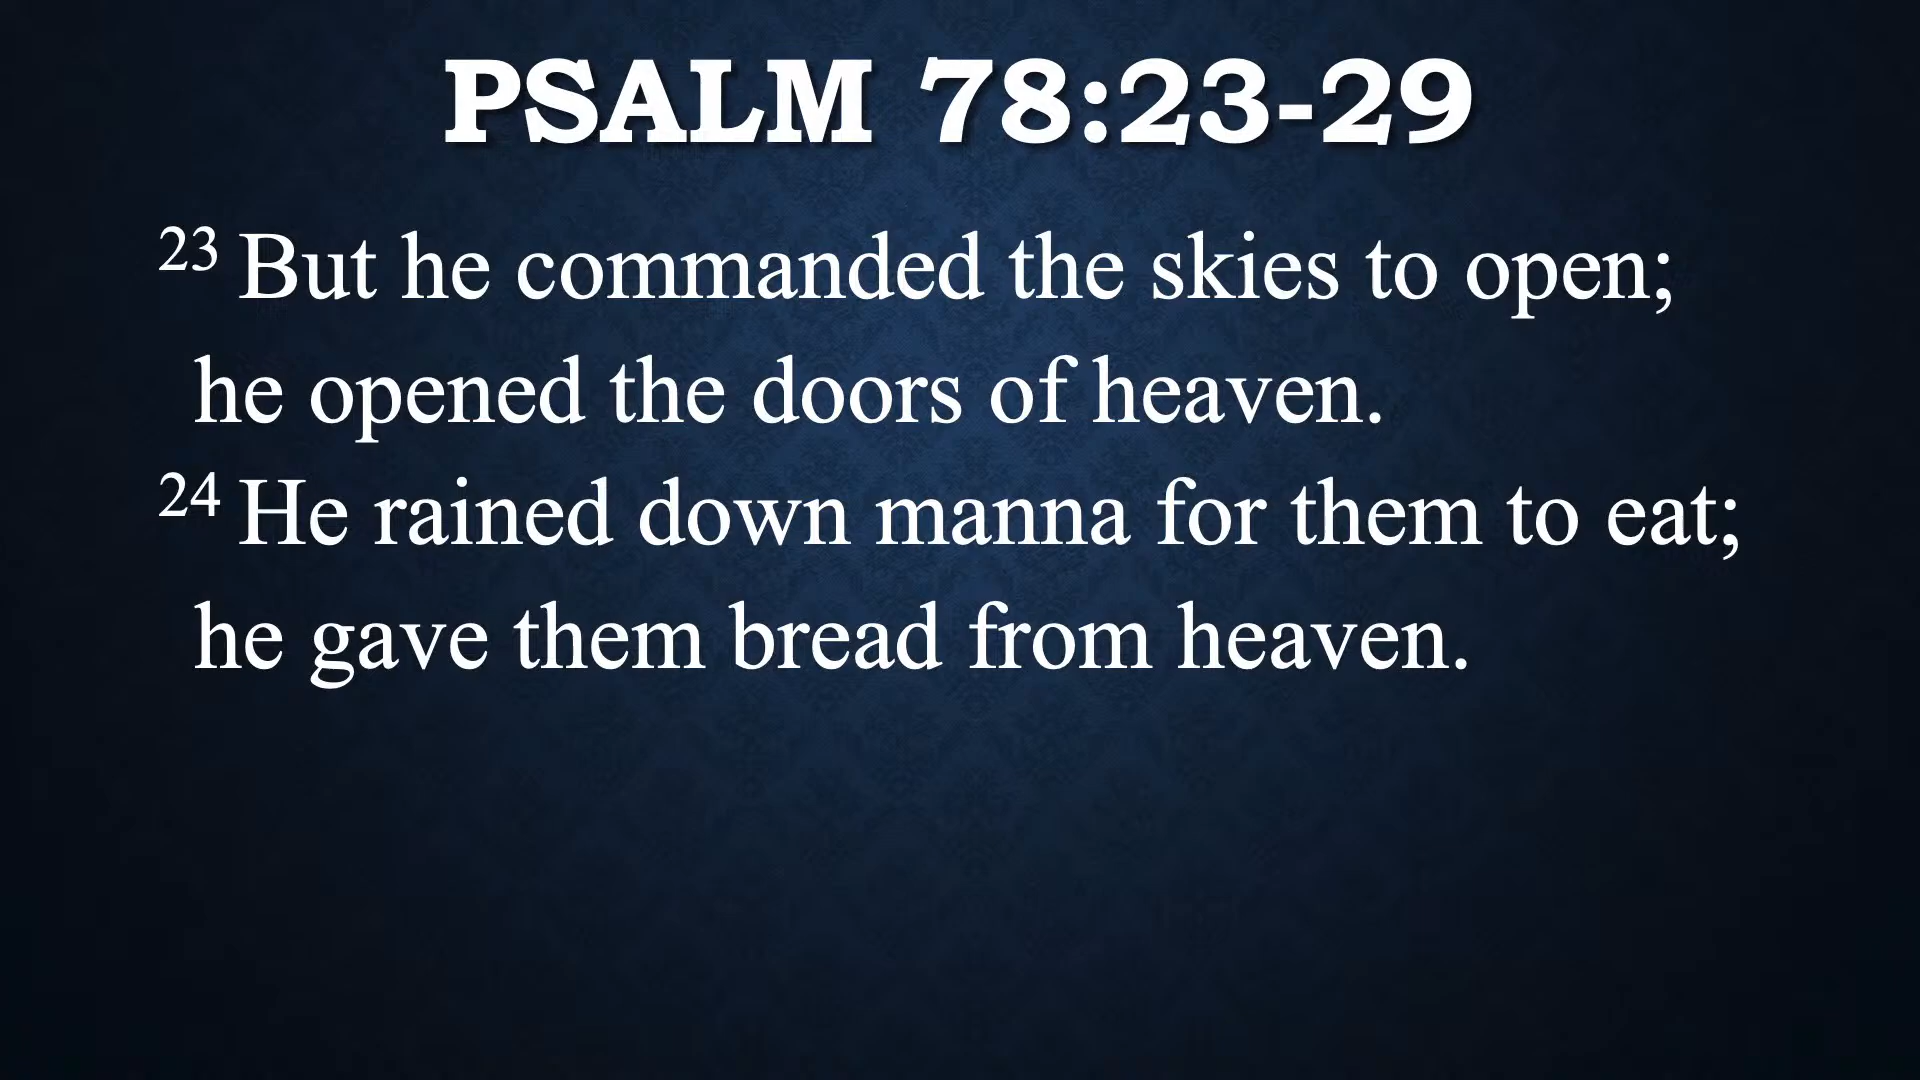 PSALM 78:23-29
23 But he commanded the skies to open;
he opened the doors of heaven.
24 He rained down manna for them to eat;
he gave them bread from heaven.